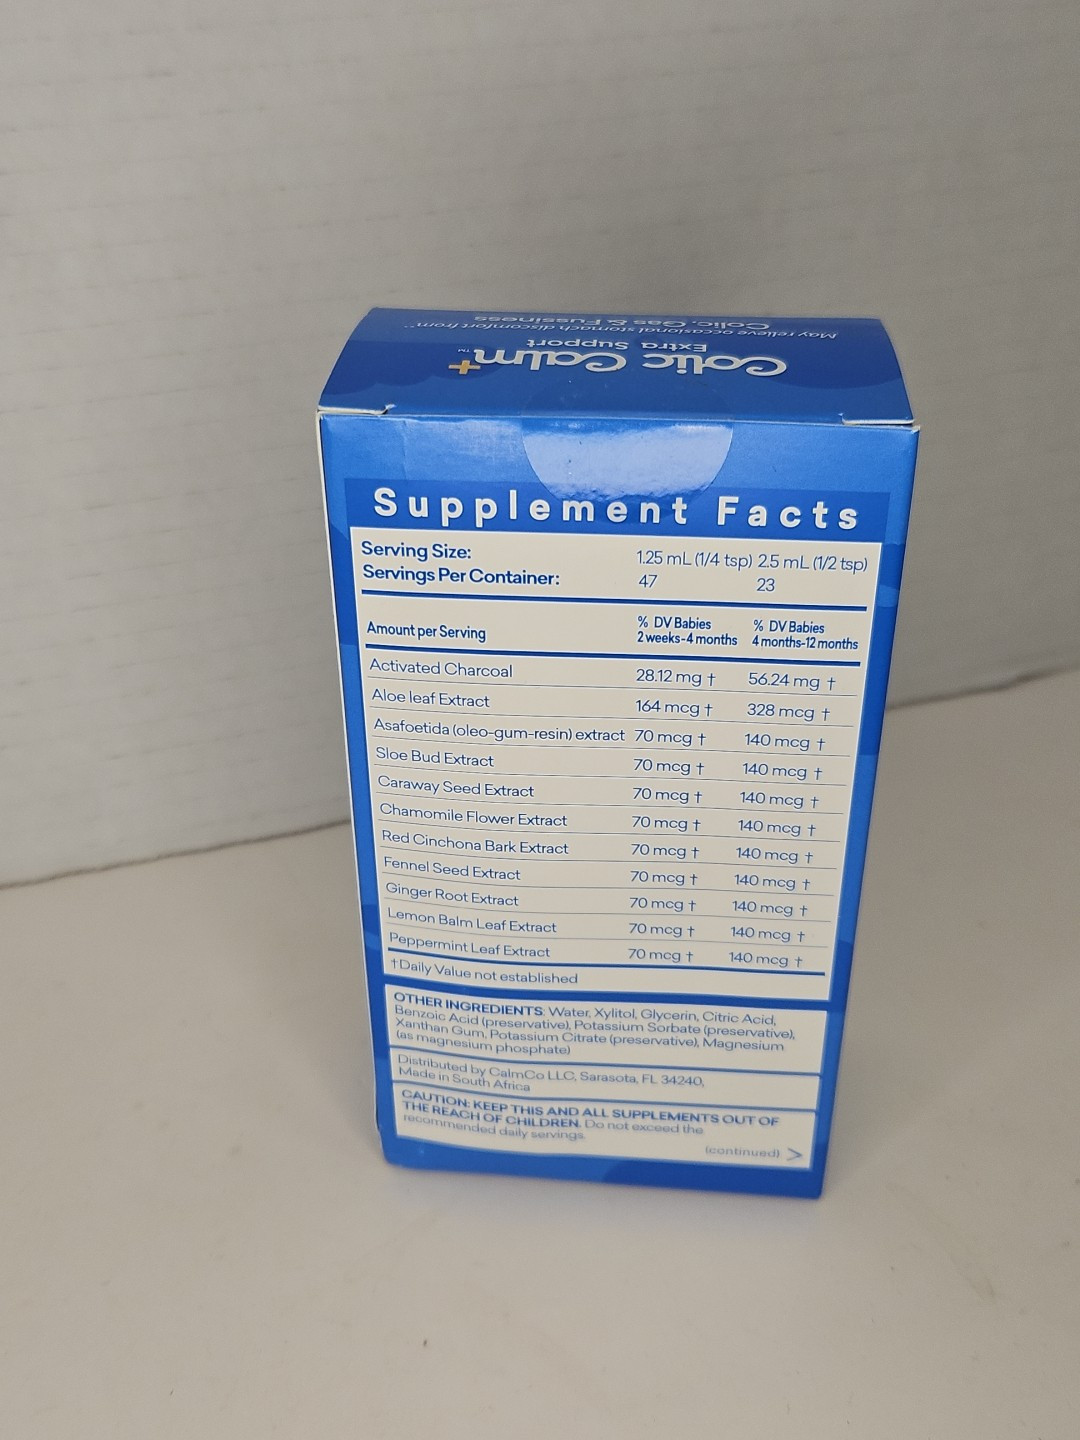 Colic Calm+™
Extra Support
May relieve occasional stomach discomfort from**
Colic, Gas & Fussiness
Supplement Facts
Serving Size: 1.25 mL (1/4 tsp) 2.5 mL (1/2 tsp)
Servings Per Container: 47 23
Amount per Serving % DV Babies 2 weeks-4 months % DV Babies 4 months-12 months
Activated Charcoal 28.12 mg † 56.24 mg †
Aloe leaf Extract 164 mcg † 328 mcg †
Asafoetida (oleo-gum-resin) extract 70 mcg † 140 mcg †
Sloe Bud Extract 70 mcg † 140 mcg †
Caraway Seed Extract 70 mcg † 140 mcg †
Chamomile Flower Extract 70 mcg † 140 mcg †
Red Cinchona Bark Extract 70 mcg † 140 mcg †
Fennel Seed Extract 70 mcg † 140 mcg †
Ginger Root Extract 70 mcg † 140 mcg †
Lemon Balm Leaf Extract 70 mcg † 140 mcg †
Peppermint Leaf Extract 70 mcg † 140 mcg †
†Daily Value not established
OTHER INGREDIENTS: Water, Xylitol, Glycerin, Citric Acid,
Benzoic Acid (preservative), Potassium Sorbate (preservative),
Xanthan Gum, Potassium Citrate (preservative), Magnesium
(as magnesium phosphate)
Distributed by CalmCo LLC, Sarasota, FL 34240,
Made in South Africa
CAUTION: KEEP THIS AND ALL SUPPLEMENTS OUT OF
THE REACH OF CHILDREN. Do not exceed the
recommended daily servings.
(continued) >